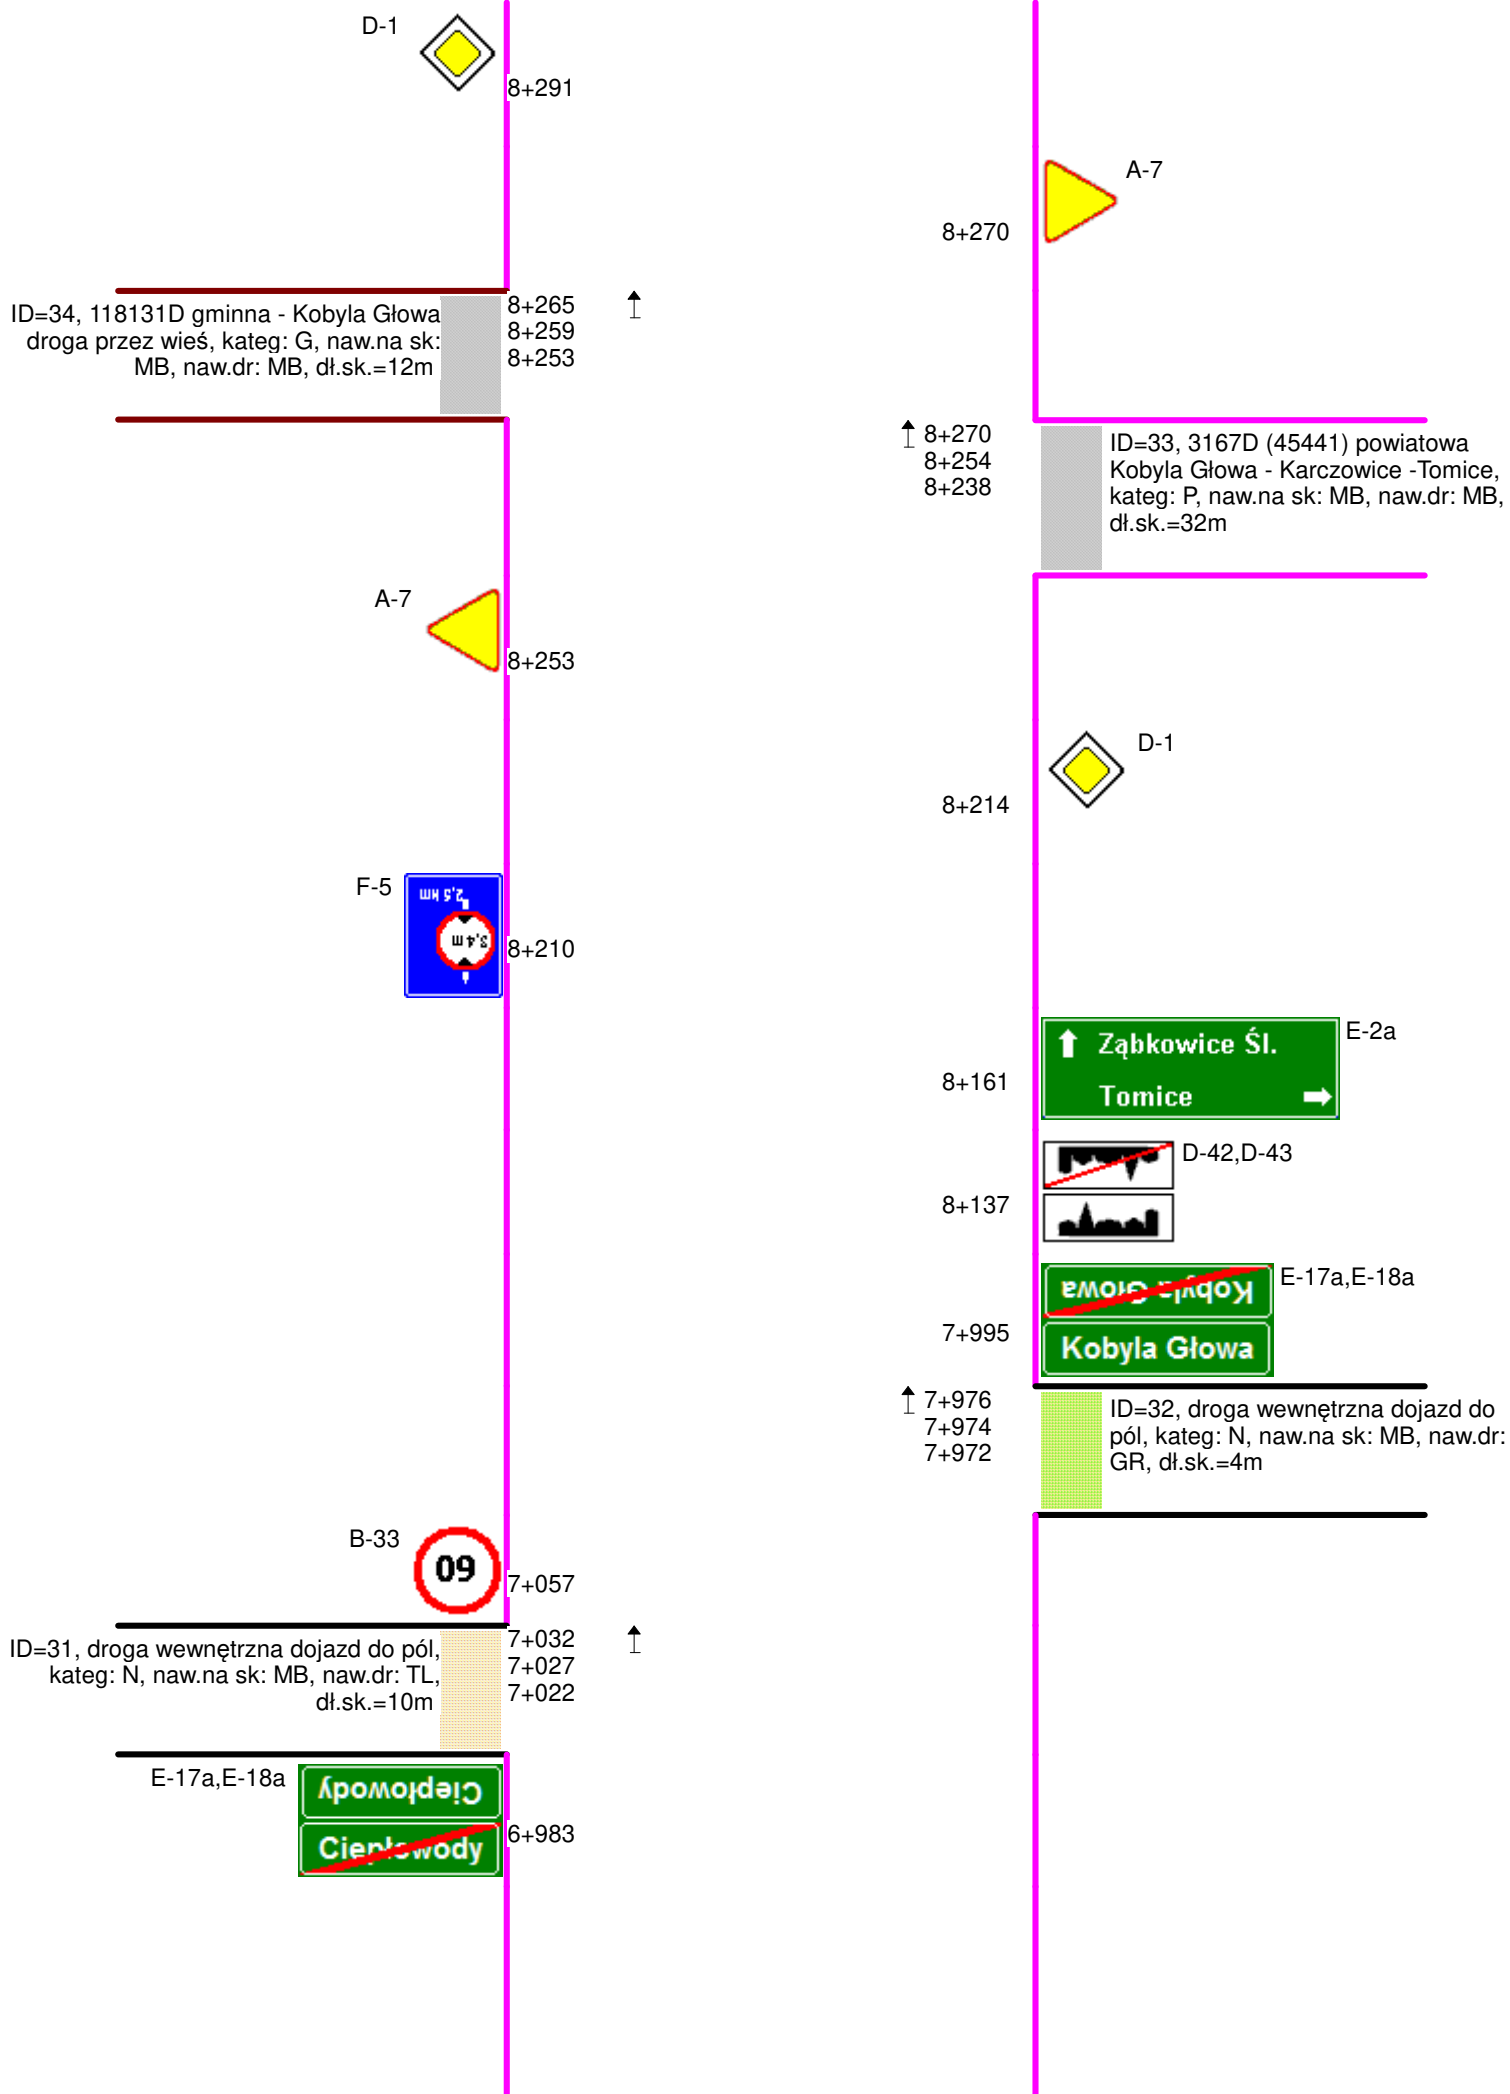 D-1
8+291
A-7
8+270
ID=34, 118131D gminna - Kobyla Głowa
droga przez wieś, kateg: G, naw.na sk:
MB, naw.dr: MB, dł.sk.=12m
8+265
8+259
8+253
8+270
8+254
8+238
ID=33, 3167D (45441) powiatowa
Kobyla Głowa - Karczowice -Tomice,
kateg: P, naw.na sk: MB, naw.dr: MB,
dł.sk.=32m
A-7
8+253
D-1
8+214
F-5
2,5 km
3,4m
8+210
E-2a
Ząbkowice Śl.
Tomice
8+161
D-42,D-43
8+137
E-17a,E-18a
Kobyla Głowa
Kobyla Głowa
7+995
7+976
7+974
7+972
ID=32, droga wewnętrzna dojazd do
pól, kateg: N, naw.na sk: MB, naw.dr:
GR, dł.sk.=4m
B-33
60
7+057
ID=31, droga wewnętrzna dojazd do pól,
kateg: N, naw.na sk: MB, naw.dr: TL,
dł.sk.=10m
7+032
7+027
7+022
E-17a,E-18a
Ciepłowody
Ciepłowody
6+983